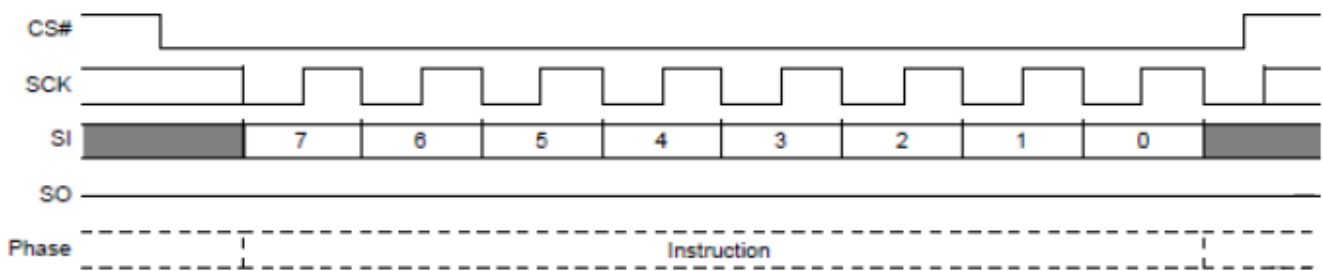 CS#
SCK
SI 7 6 5 4 3 2 1 0
SO
Phase Instruction